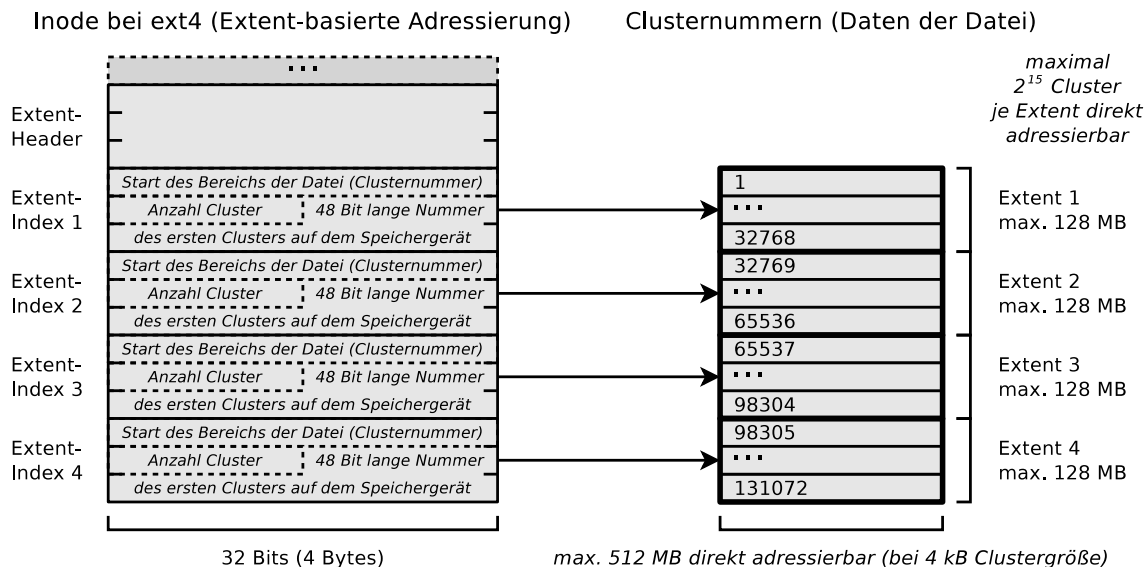 Inode bei ext4 (Extent-basierte Adressierung)
Clusternummern (Daten der Datei)
...
maximal
2¹⁵ Cluster
je Extent direkt
adressierbar
Extent-
Header
Extent-
Index 1
Start des Bereichs der Datei (Clusternummer)
Anzahl Cluster
48 Bit lange Nummer
des ersten Clusters auf dem Speichergerät
1
...
32768
Extent 1
max. 128 MB
Extent-
Index 2
Start des Bereichs der Datei (Clusternummer)
Anzahl Cluster
48 Bit lange Nummer
des ersten Clusters auf dem Speichergerät
32769
...
65536
Extent 2
max. 128 MB
Extent-
Index 3
Start des Bereichs der Datei (Clusternummer)
Anzahl Cluster
48 Bit lange Nummer
des ersten Clusters auf dem Speichergerät
65537
...
98304
Extent 3
max. 128 MB
Extent-
Index 4
Start des Bereichs der Datei (Clusternummer)
Anzahl Cluster
48 Bit lange Nummer
des ersten Clusters auf dem Speichergerät
98305
...
131072
Extent 4
max. 128 MB
32 Bits (4 Bytes)
max. 512 MB direkt adressierbar (bei 4 kB Clustergröße)